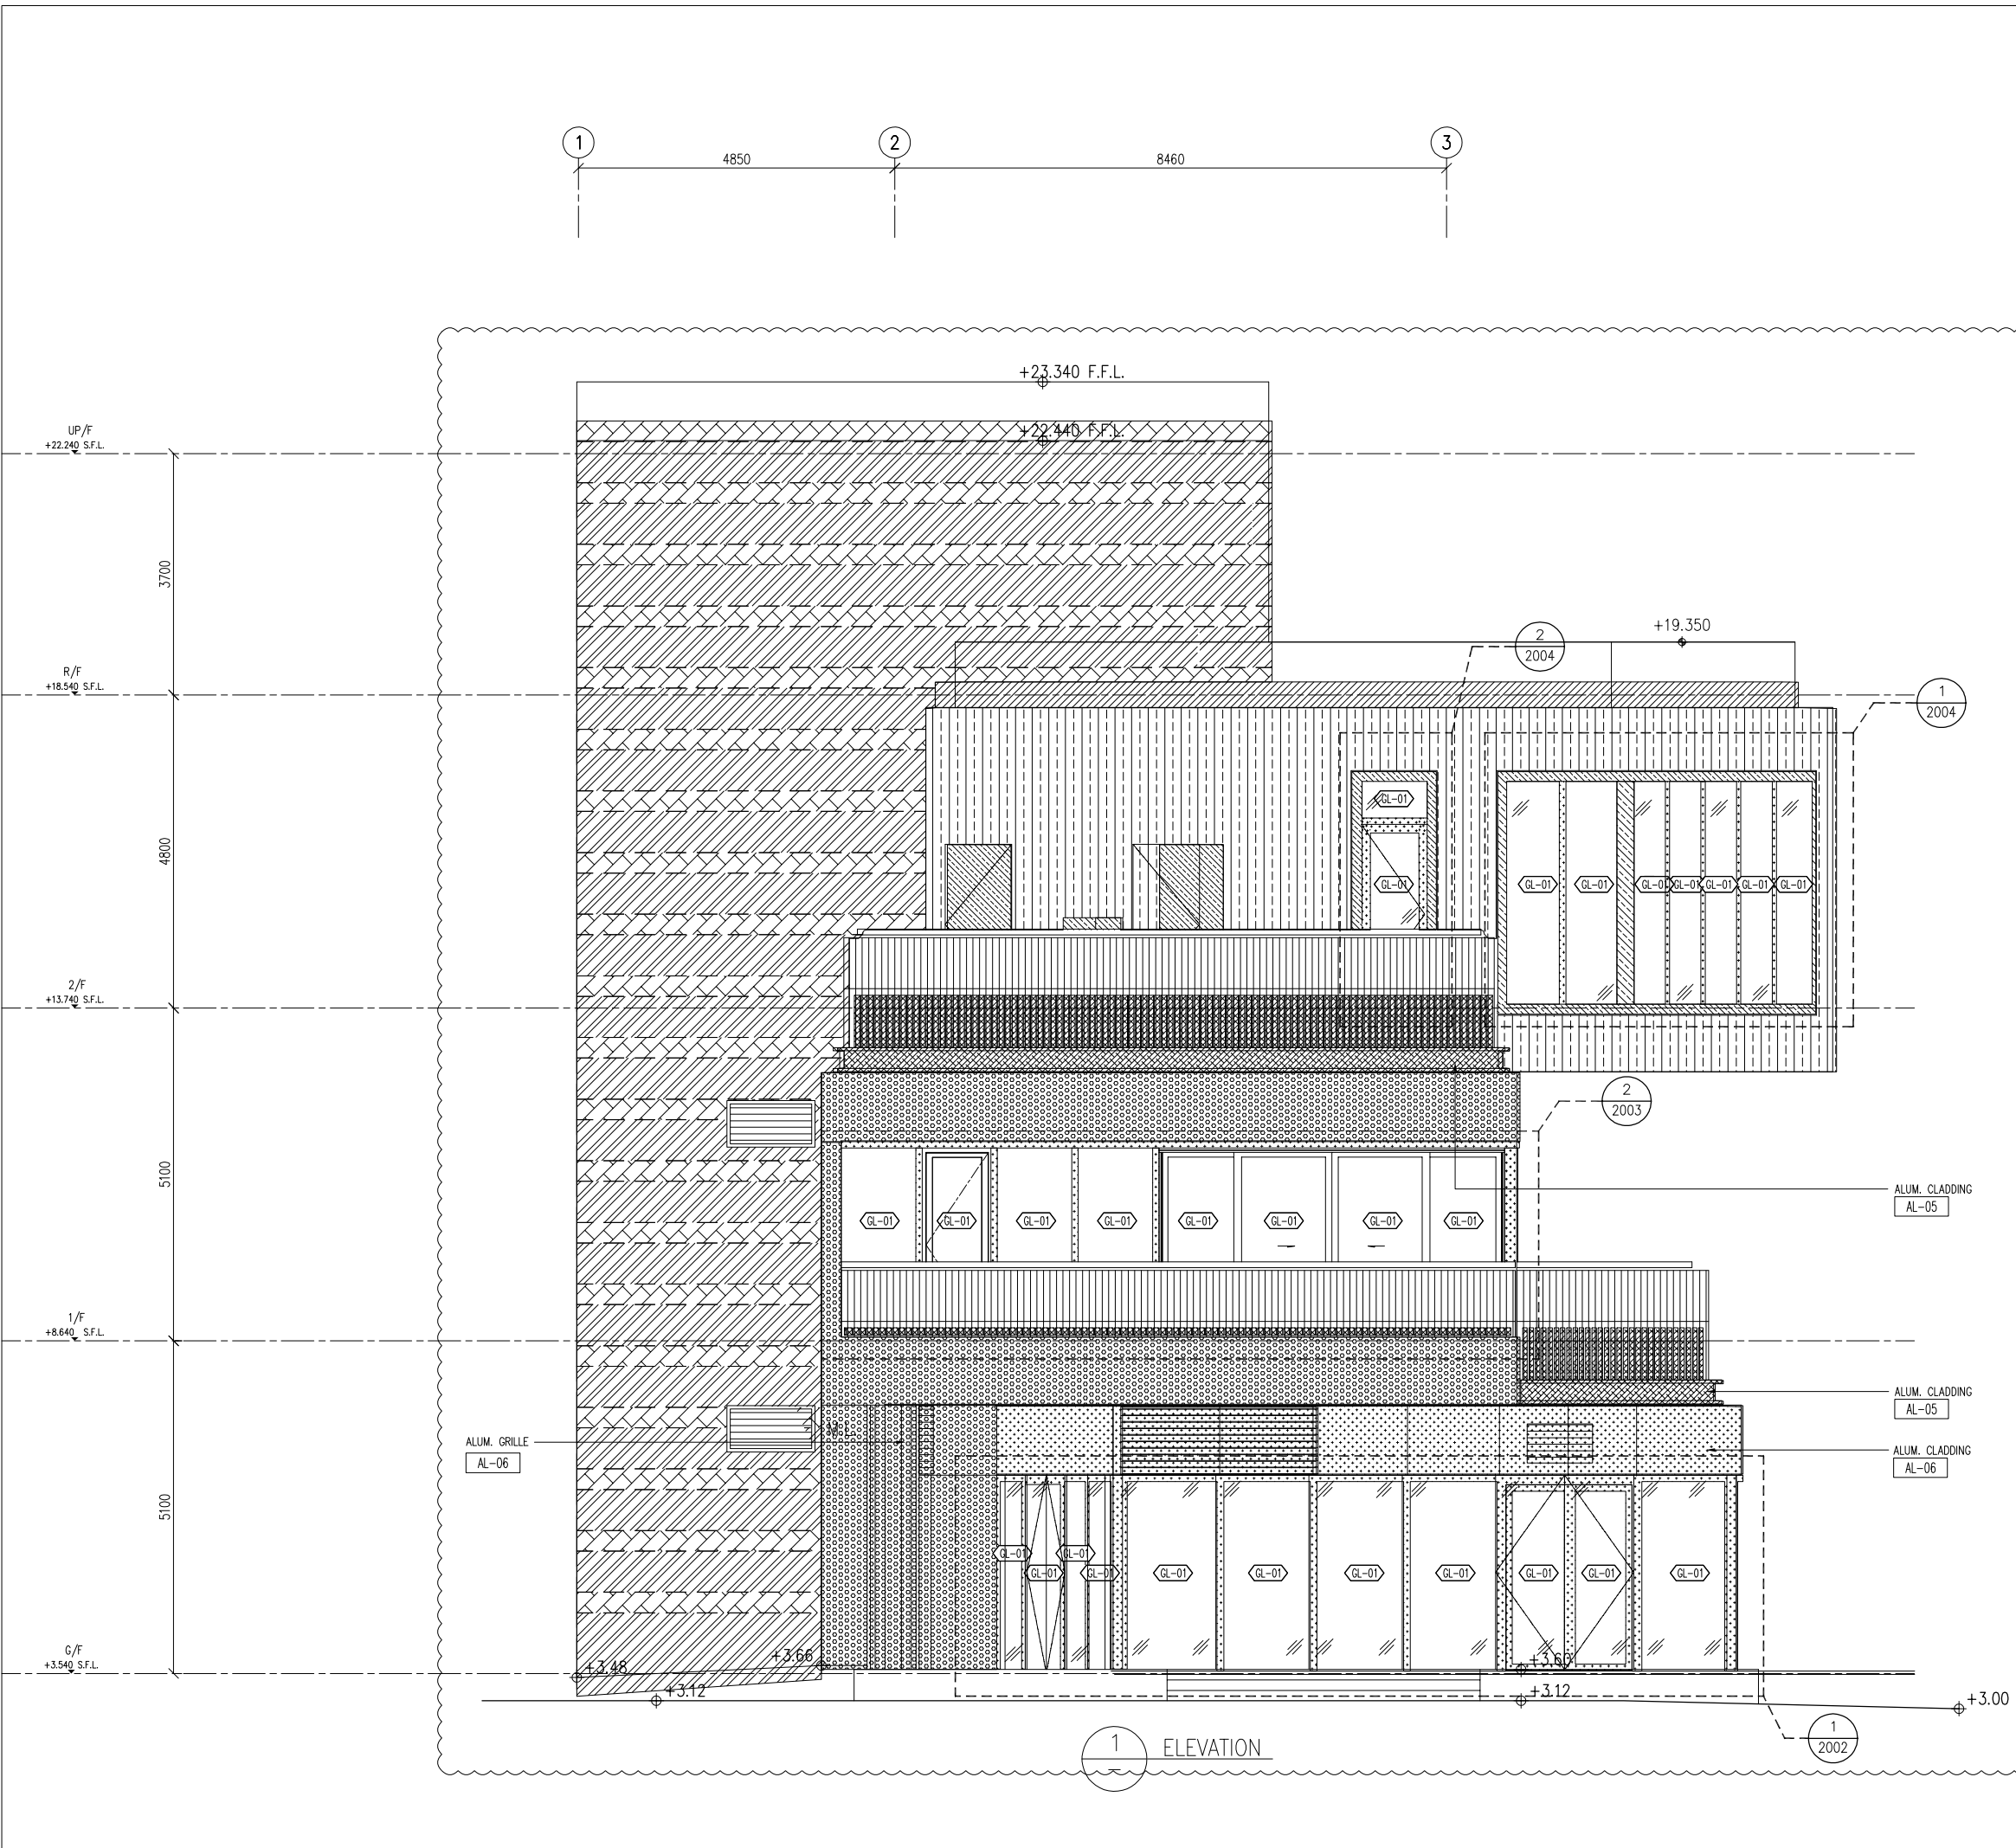 1
2
3
4850
8460
+23.340 F.F.L.
+22.440 F.F.L.
UP/F
+22.240 S.F.L.
3700
+19.350
2
2004
R/F
+18.540 S.F.L.
1
2004
GL-01
4800
GL-01
GL-01
GL-01
GL-01
GL-01
GL-01
GL-01
GL-01
2/F
+13.740 S.F.L.
2
2003
5100
ALUM. CLADDING
AL-05
GL-01
GL-01
GL-01
GL-01
GL-01
GL-01
GL-01
GL-01
1/F
+8.640 S.F.L.
ALUM. CLADDING
AL-05
ALUM. GRILLE
AL-06
ALUM. CLADDING
AL-06
5100
GL-01
GL-01
GL-01
GL-01
GL-01
GL-01
GL-01
GL-01
GL-01
GL-01
GL-01
G/F
+3.540 S.F.L.
+3.48
+3.66
+3.12
+3.12
+3.00
1
2002
1
ELEVATION